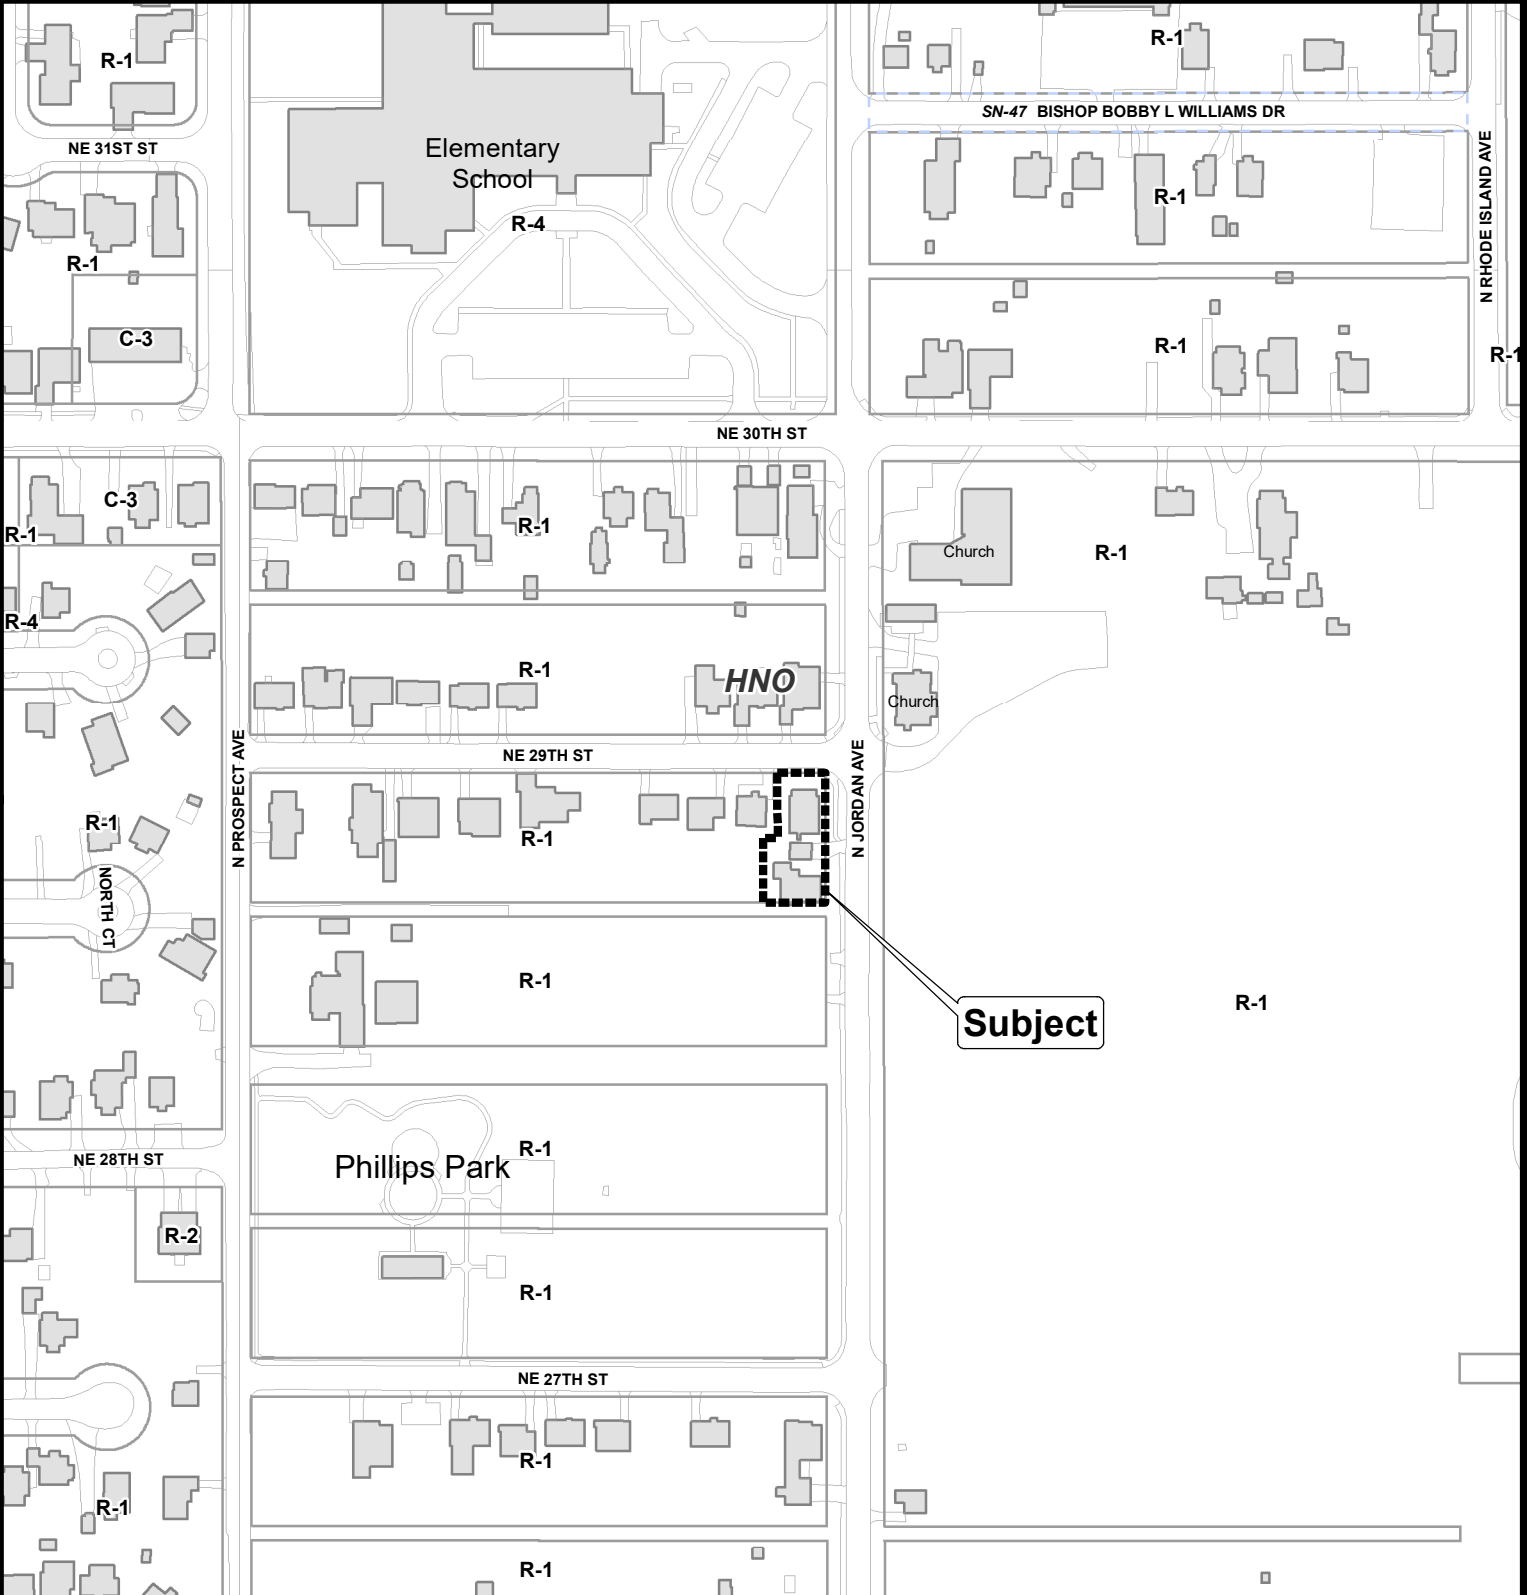 R-1
R-1
SN-47 BISHOP BOBBY L WILLIAMS DR
NE 31ST ST
Elementary
School
R-1
N RHODE ISLAND AVE
R-4
R-1
C-3
R-1
R-1
NE 30TH ST
C-3
R-1
R-1
Church
R-1
R-4
R-1
HNO
Church
NE 29TH ST
N PROSPECT AVE
N JORDAN AVE
R-1
R-1
NORTH CT
R-1
R-1
Subject
R-1
NE 28TH ST
Phillips Park
R-2
R-1
NE 27TH ST
R-1
R-1
R-1